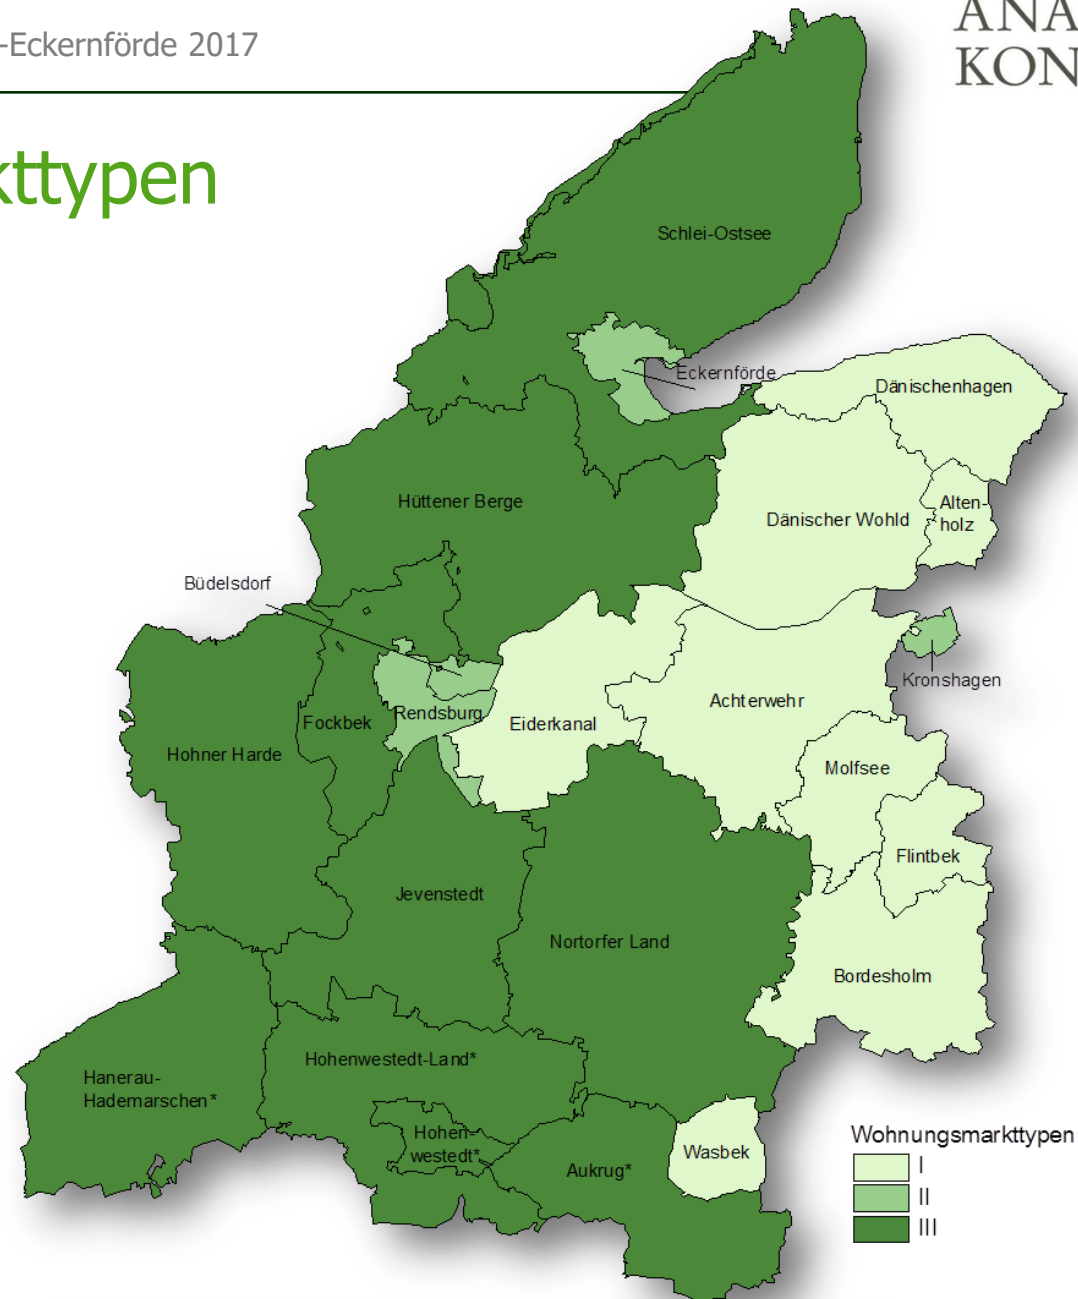 -Eckernförde 2017
ANA
KON
kttypen
Schlei-Ostsee
Eckernförde
Dänischenhagen
Hüttener Berge
Dänischer Wohld
Alten-
holz
Büdelsdorf
Kronshagen
Fockbek
Rendsburg
Eiderkanal
Achterwehr
Hohner Harde
Molfsee
Flintbek
Jevenstedt
Nortorfer Land
Bordesholm
Hohenwestedt-Land*
Hanerau-
Hademarschen*
Hohen-
westedt*
Aukrug*
Wasbek
Wohnungsmarkttypen
I
II
III